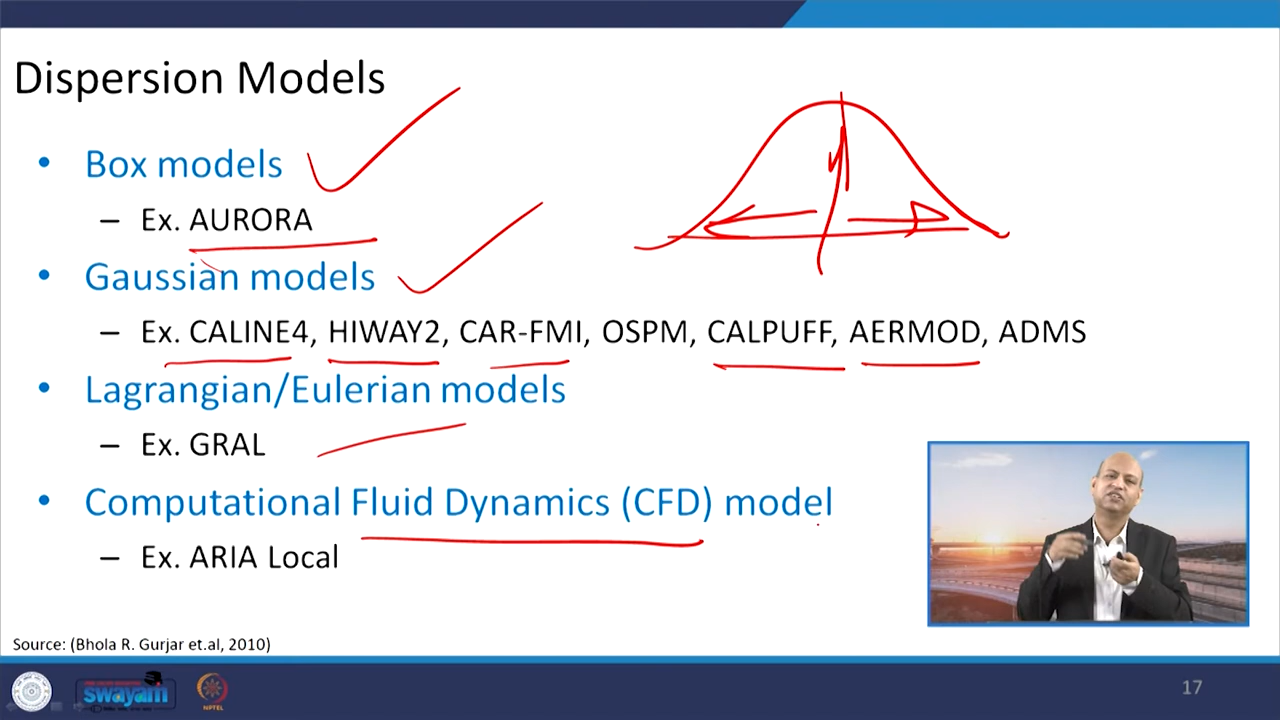 Dispersion Models
• Box models
– Ex. AURORA
• Gaussian models
– Ex. CALINE4, HIWAY2, CAR-FMI, OSPM, CALPUFF, AERMOD, ADMS
• Lagrangian/Eulerian models
– Ex. GRAL
• Computational Fluid Dynamics (CFD) model
– Ex. ARIA Local
Source: (Bhola R. Gurjar et.al, 2010)
swayam
NPTEL
17